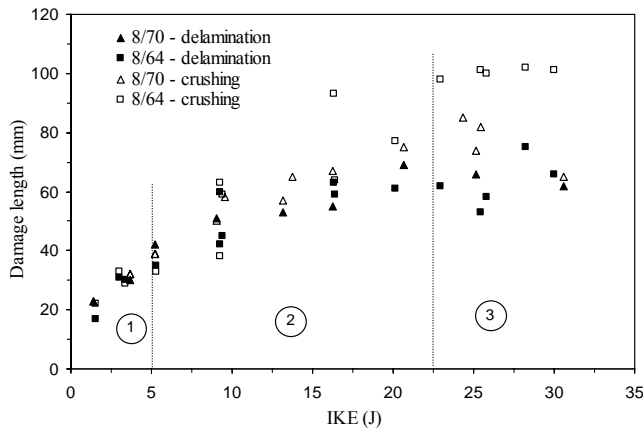 120
100
80
60
40
20
0
Damage length (mm)
8/70 - delamination
8/64 - delamination
8/70 - crushing
8/64 - crushing
1
2
3
0 5 10 15 20 25 30 35
IKE (J)